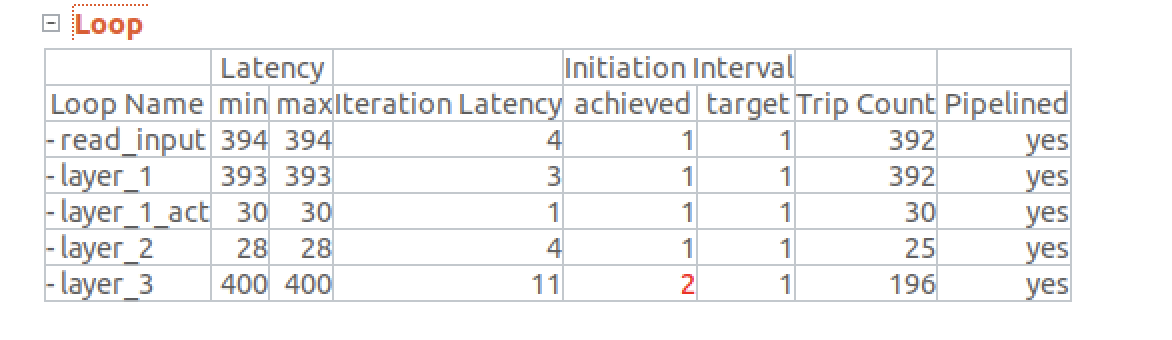 Loop
Latency Initiation Interval
Loop Name min max Iteration Latency achieved target Trip Count Pipelined
- read_input 394 394 4 1 1 392 yes
- layer_1 393 393 3 1 1 392 yes
- layer_1_act 30 30 1 1 1 30 yes
- layer_2 28 28 4 1 1 25 yes
- layer_3 400 400 11 2 1 196 yes